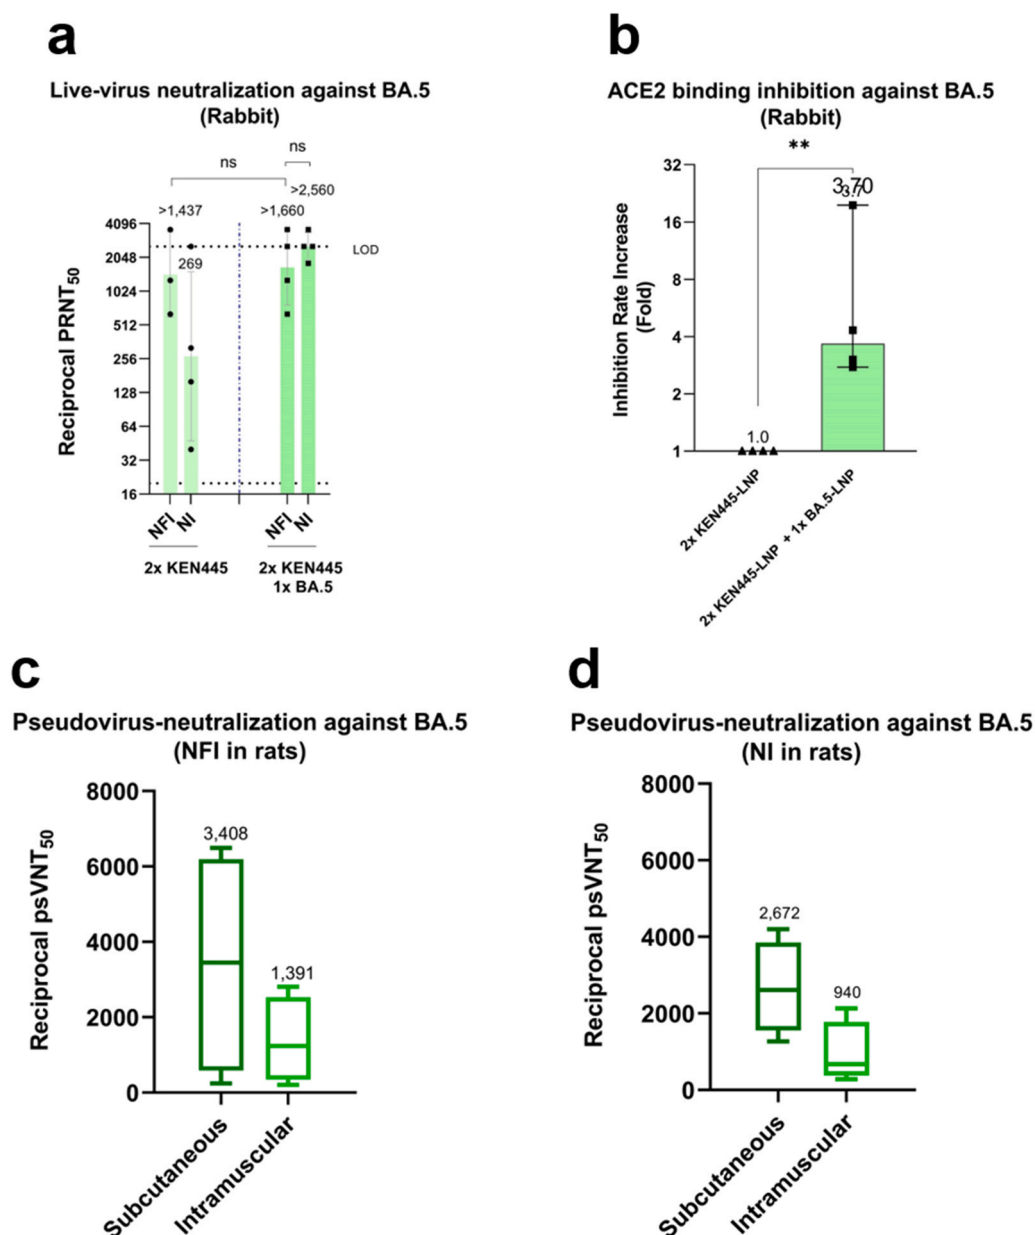 a
Live-virus neutralization against BA.5
(Rabbit)
ns
ns
>2,560
>1,437
>1,660
269
LOD
Reciprocal PRNT50
4096
2048
1024
512
256
128
64
32
16
NFI
NI
NFI
NI
2x KEN445
2x KEN445
1x BA.5
b
ACE2 binding inhibition against BA.5
(Rabbit)
**
3.70
3.7
1.0
Inhibition Rate Increase
(Fold)
32
16
8
4
2
1
2x KEN445-LNP
2x KEN445-LNP + 1x BA.5-LNP
c
Pseudovirus-neutralization against BA.5
(NFI in rats)
Reciprocal psVNT50
8000
6000
4000
2000
0
3,408
1,391
Subcutaneous
Intramuscular
d
Pseudovirus-neutralization against BA.5
(NI in rats)
Reciprocal psVNT50
8000
6000
4000
2000
0
2,672
940
Subcutaneous
Intramuscular